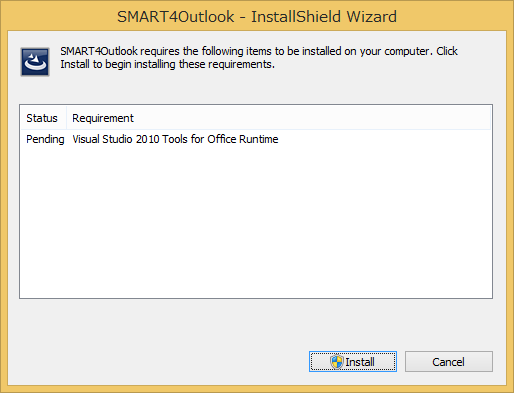 SMART4Outlook - InstallShield Wizard
SMART4Outlook requires the following items to be installed on your computer. Click
Install to begin installing these requirements.
Status Requirement
Pending Visual Studio 2010 Tools for Office Runtime
Install Cancel